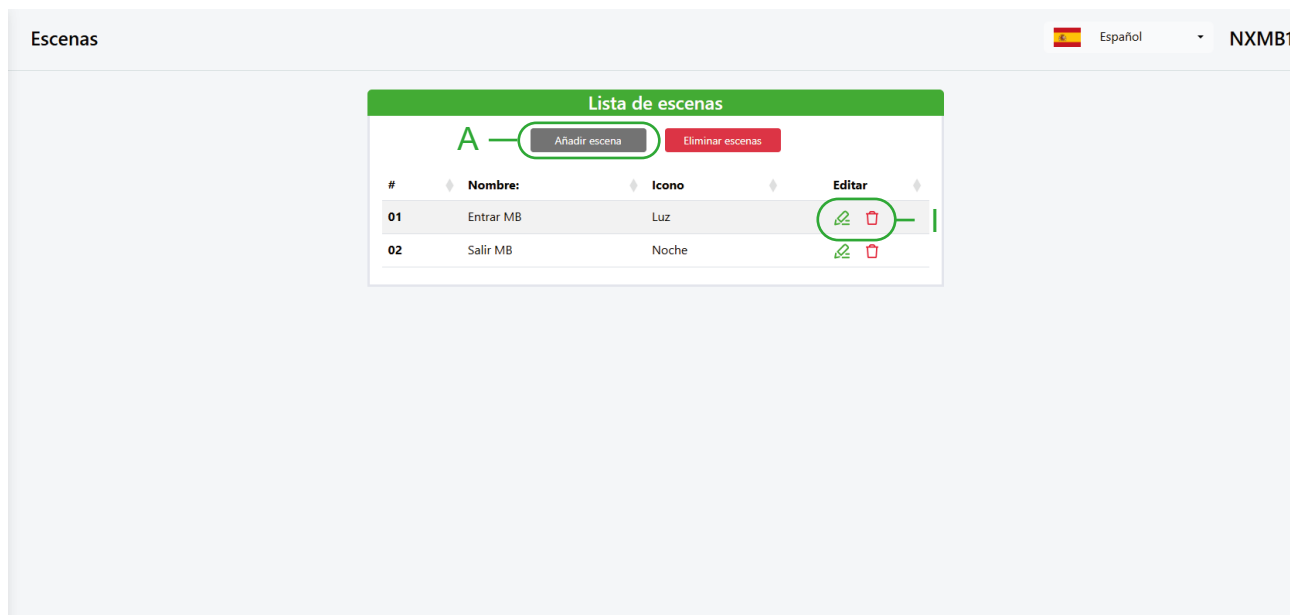 Escenas
Español
NXMB1
Lista de escenas
A
Añadir escena
Eliminar escenas
# Nombre: Icono Editar
01 Entrar MB Luz
I
02 Salir MB Noche